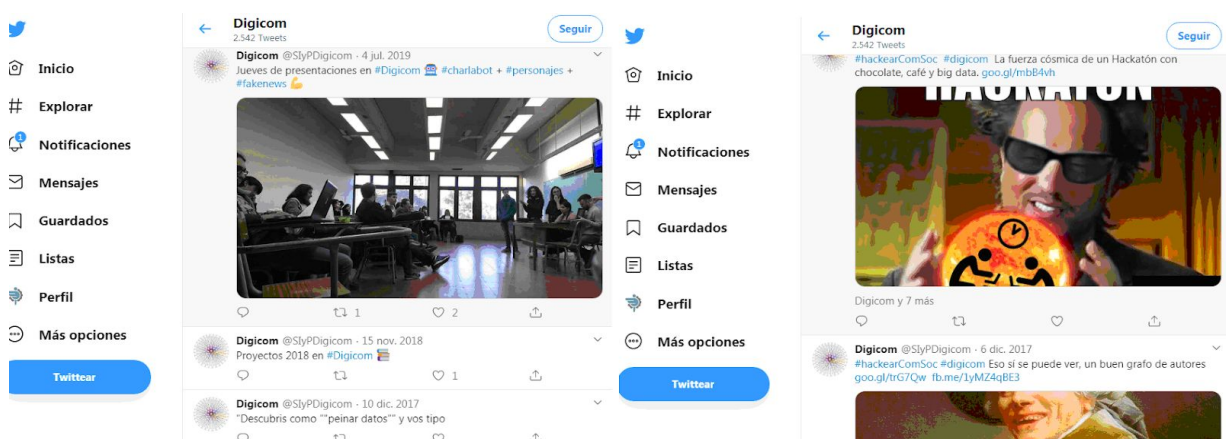 Digicom
2.542 Tweets
Seguir
Inicio
Explorar
Notificaciones
1
Mensajes
Guardados
Listas
Perfil
Más opciones
Twittear
Digicom @SIyPDigicom · 4 jul. 2019
Jueves de presentaciones en #Digicom #charlabot + #personajes +
#fakenews
1
2
Digicom @SIyPDigicom · 15 nov. 2018
Proyectos 2018 en #Digicom
1
Digicom @SIyPDigicom · 10 dic. 2017
"Descubris como ""peinar datos"" y vos tipo
Digicom
2.542 Tweets
Seguir
Inicio
Explorar
Notificaciones
1
Mensajes
Guardados
Listas
Perfil
Más opciones
Twittear
#hackearComSoc #digicom La fuerza cósmica de un Hackatón con
chocolate, café y big data. goo.gl/mbB4vh
HACKATON
Digicom y 7 más
Digicom @SIyPDigicom · 6 dic. 2017
#hackearComSoc #digicom Eso sí se puede ver, un buen grafo de autores
goo.gl/trG7Qw fb.me/1yMZ4qBE3